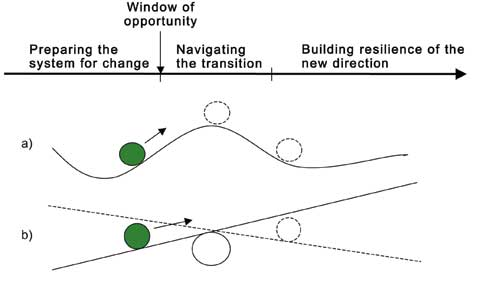 Window of
opportunity
Preparing the
system for change
Navigating
the transition
Building resilience of the
new direction
a)
b)